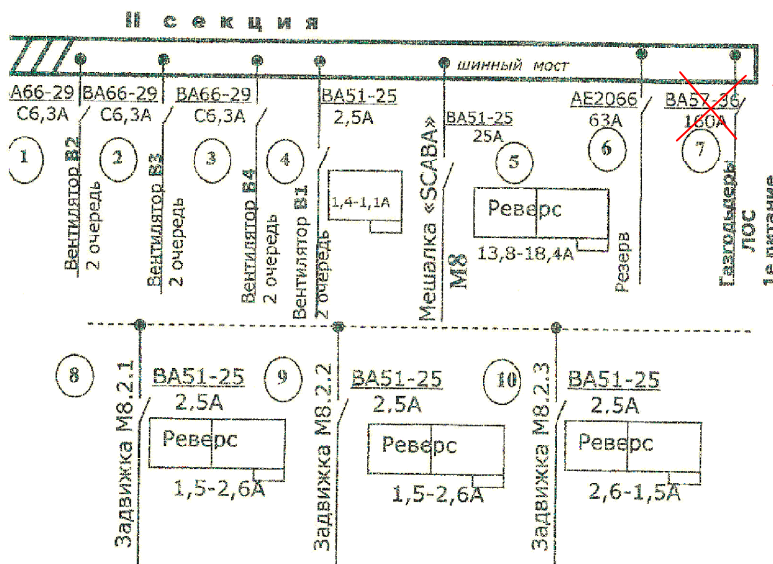 II секция
шинный мост
ВА66-29
С6,3А
1
Вентилятор В2
2 очередь
ВА66-29
С6,3А
2
Вентилятор В3
2 очередь
ВА66-29
С6,3А
3
Вентилятор В4
2 очередь
ВА51-25
2,5А
4
1,4-1,1А
Вентилятор В1
2 очередь
ВА51-25
25А
5
Реверс
13,8-18,4А
Мешалка «SCABA»
М8
АЕ2066
63А
6
Резерв
ВА57-36
160А
7
Газгольдеры
ЛОС
1е питание
8
ВА51-25
2,5А
Реверс
1,5-2,6А
Задвижка М8.2.1
9
ВА51-25
2,5А
Реверс
1,5-2,6А
Задвижка М8.2.2
10
ВА51-25
2,5А
Реверс
2,6-1,5А
Задвижка М8.2.3